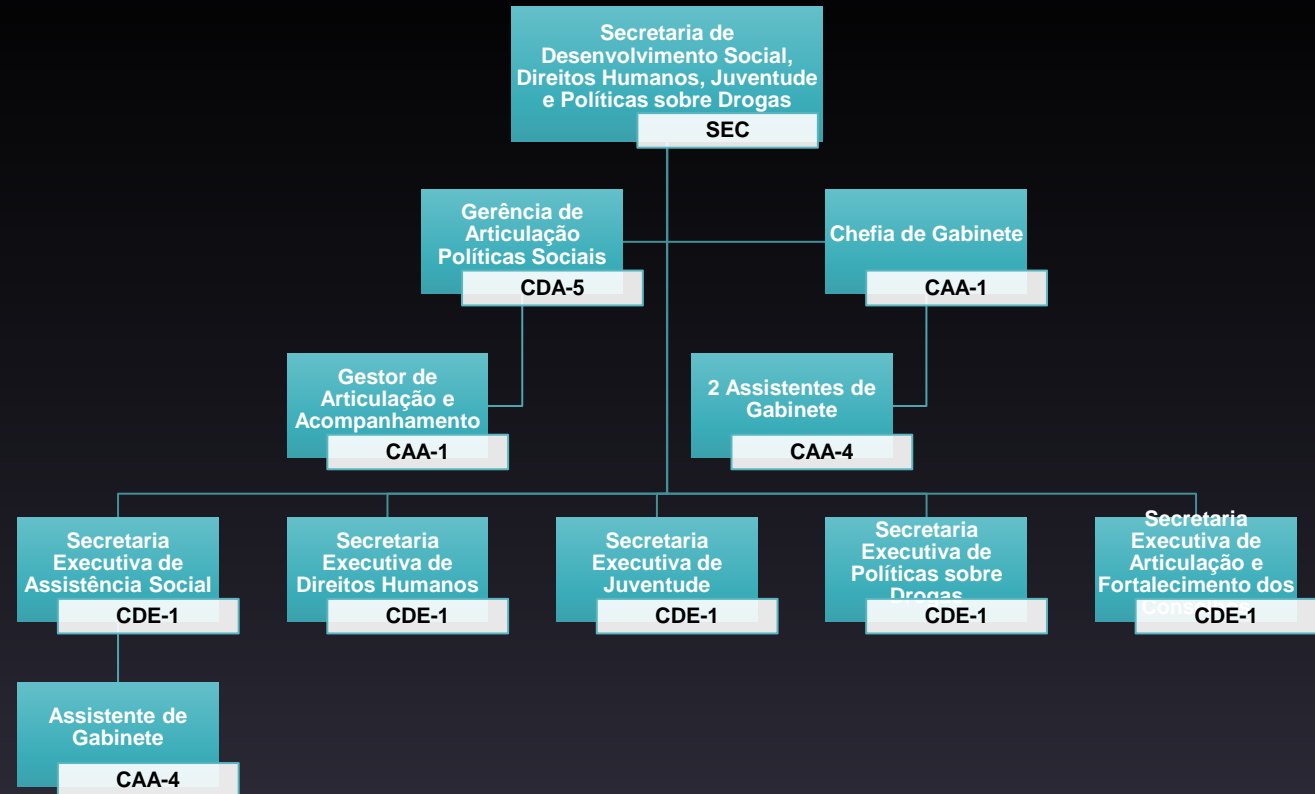 Secretaria de
Desenvolvimento Social,
Direitos Humanos, Juventude
e Políticas sobre Drogas
SEC
Gerência de
Articulação
Políticas Sociais
CDA-5
Chefia de Gabinete
CAA-1
Gestor de
Articulação e
Acompanhamento
CAA-1
2 Assistentes de
Gabinete
CAA-4
Secretaria
Executiva de
Assistência Social
CDE-1
Secretaria
Executiva de
Direitos Humanos
CDE-1
Secretaria
Executiva de
Juventude
CDE-1
Secretaria
Executiva de
Políticas sobre
Drogas
CDE-1
Secretaria
Executiva de
Articulação e
Fortalecimento dos
CDE-1
Assistente de
Gabinete
CAA-4